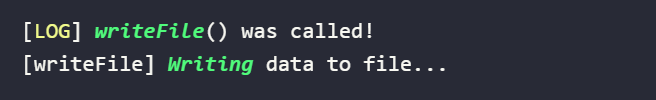 [LOG] writeFile() was called!
[writeFile] Writing data to file...